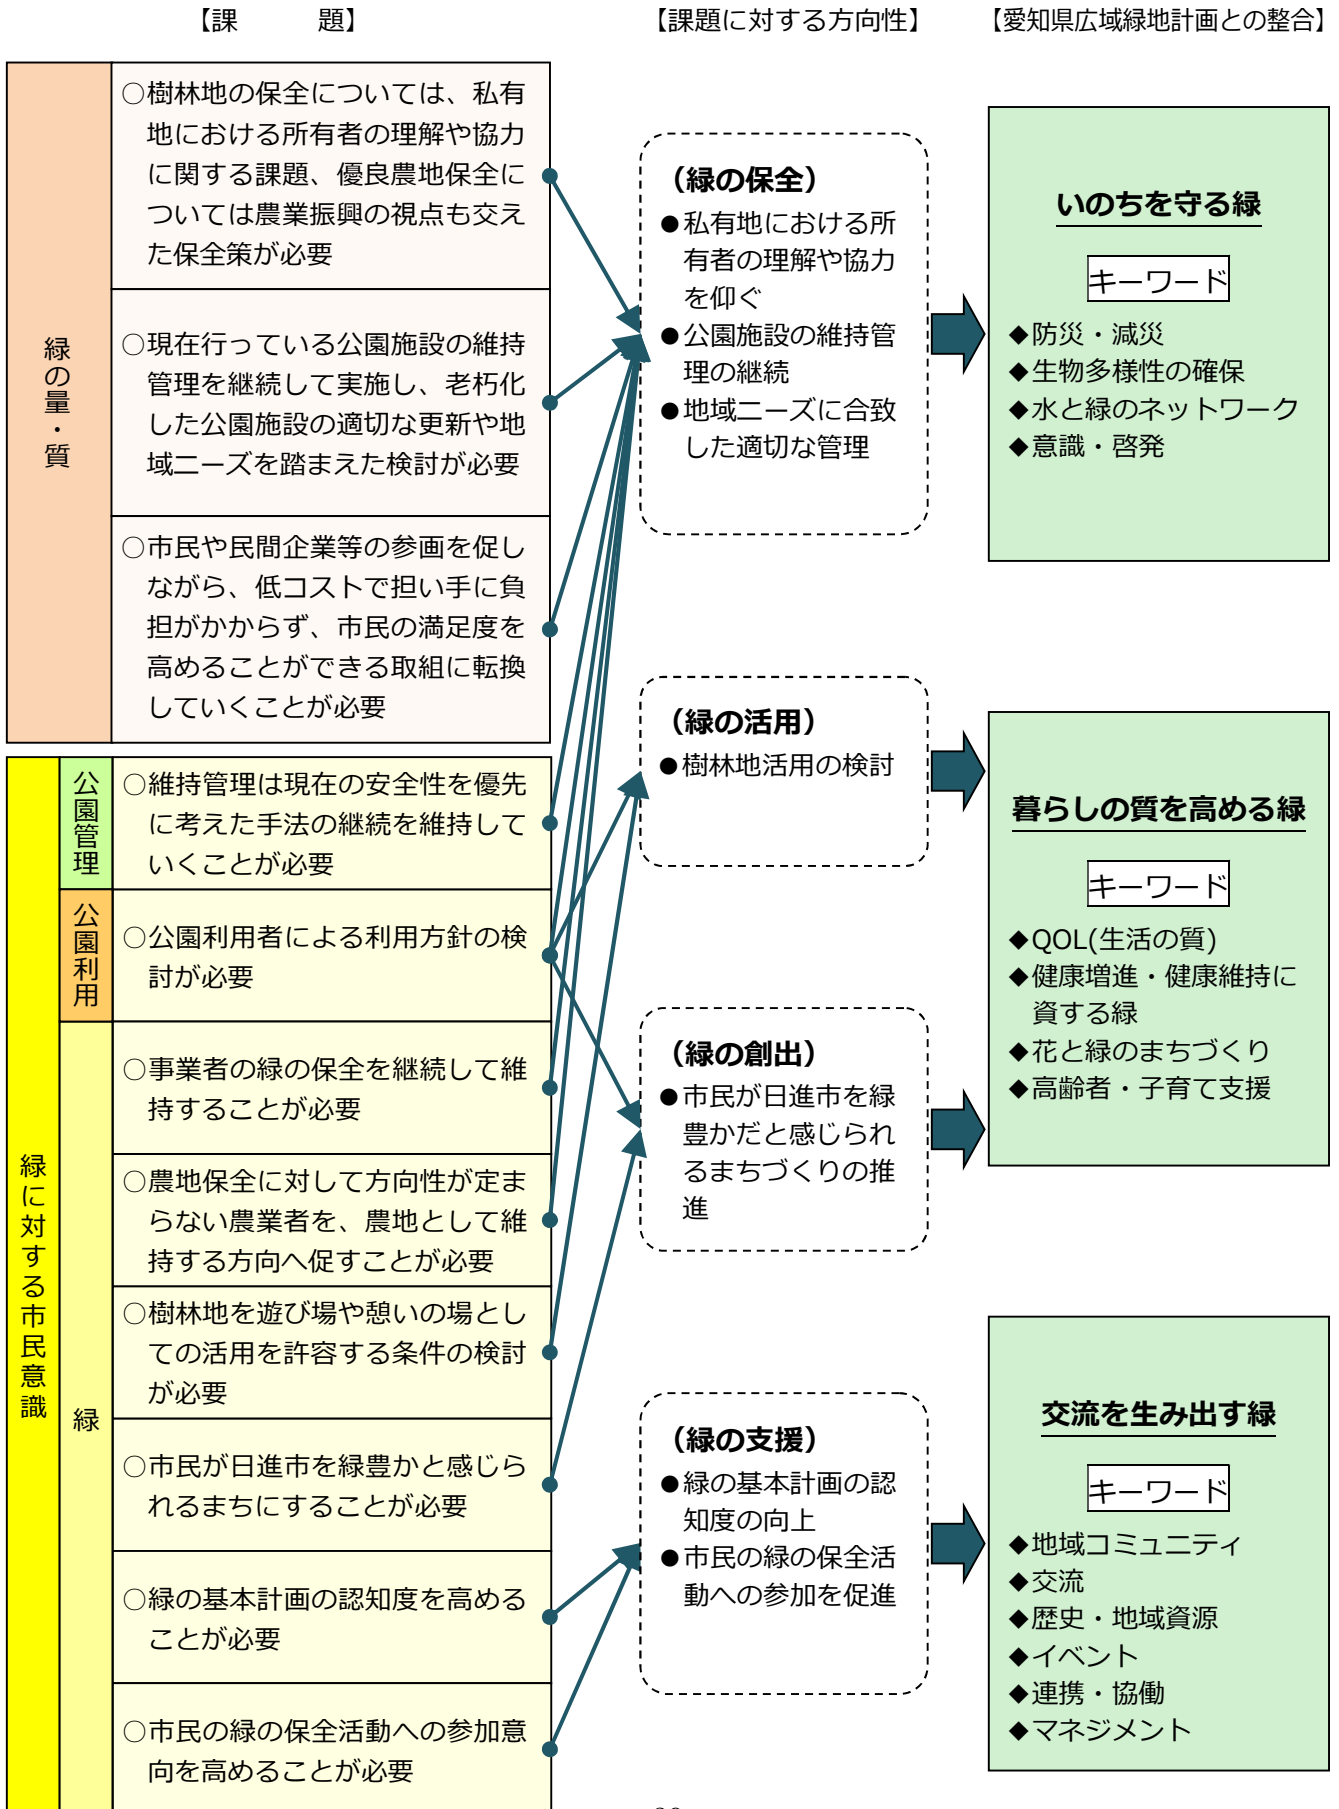 【課　　　題】
【課題に対する方向性】
【愛知県広域緑地計画との整合】
緑の量・質
○樹林地の保全については、私有
地における所有者の理解や協力
に関する課題、優良農地保全に
ついては農業振興の視点も交え
た保全策が必要
○現在行っている公園施設の維持
管理を継続して実施し、老朽化
した公園施設の適切な更新や地
域ニーズを踏まえた検討が必要
○市民や民間企業等の参画を促し
ながら、低コストで担い手に負
担がかからず、市民の満足度を
高めることができる取組に転換
していくことが必要
緑に対する市民意識
公園管理
○維持管理は現在の安全性を優先
に考えた手法の継続を維持して
いくことが必要
公園利用
○公園利用者による利用方針の検
討が必要
緑
○事業者の緑の保全を継続して維
持することが必要
○農地保全に対して方向性が定ま
らない農業者を、農地として維
持する方向へ促すことが必要
○樹林地を遊び場や憩いの場とし
ての活用を許容する条件の検討
が必要
○市民が日進市を緑豊かと感じら
れるまちにすることが必要
○緑の基本計画の認知度を高める
ことが必要
○市民の緑の保全活動への参加意
向を高めることが必要
（緑の保全）
●私有地における所
有者の理解や協力
を仰ぐ
●公園施設の維持管
理の継続
●地域ニーズに合致
した適切な管理
（緑の活用）
●樹林地活用の検討
（緑の創出）
●市民が日進市を緑
豊かだと感じられ
るまちづくりの推
進
（緑の支援）
●緑の基本計画の認
知度の向上
●市民の緑の保全活
動への参加を促進
いのちを守る緑
キーワード
◆防災・減災
◆生物多様性の確保
◆水と緑のネットワーク
◆意識・啓発
暮らしの質を高める緑
キーワード
◆QOL(生活の質)
◆健康増進・健康維持に
資する緑
◆花と緑のまちづくり
◆高齢者・子育て支援
交流を生み出す緑
キーワード
◆地域コミュニティ
◆交流
◆歴史・地域資源
◆イベント
◆連携・協働
◆マネジメント